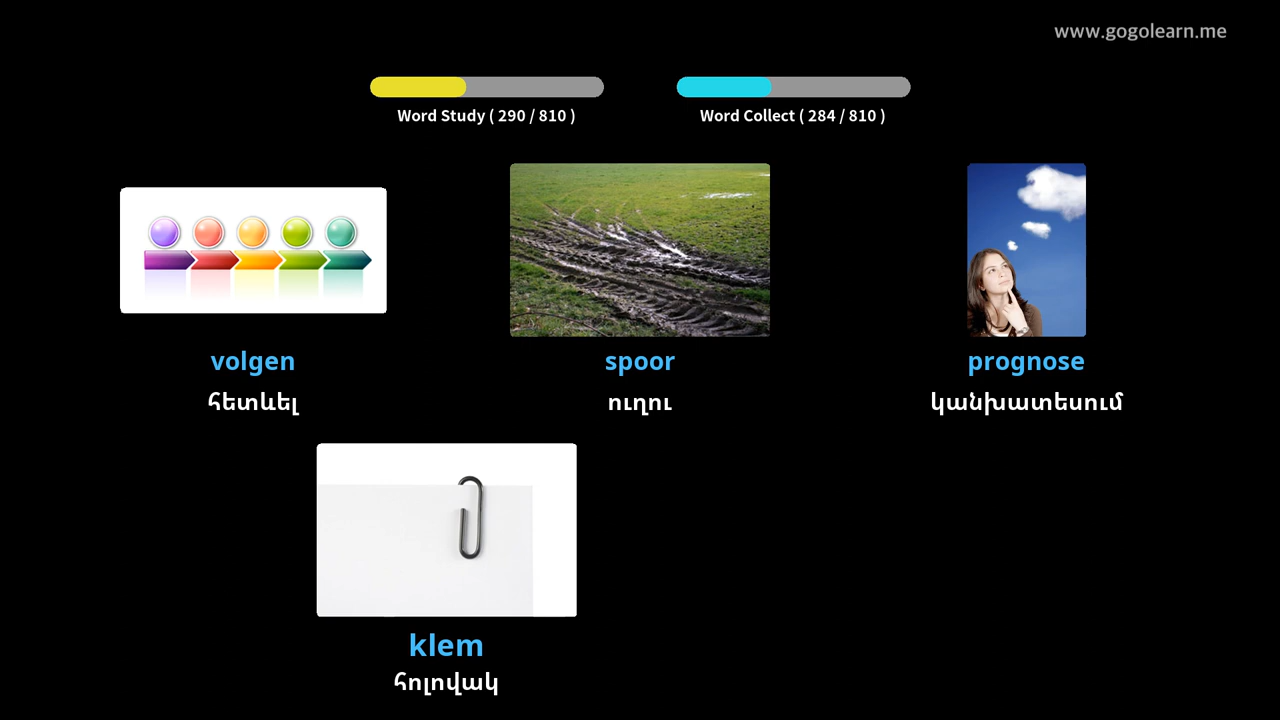 www.gogolearn.me
Word Study ( 290 / 810 )
Word Collect ( 284 / 810 )
volgen
հետևել
spoor
ուղու
prognose
կանխատեսում
klem
հոլովակ